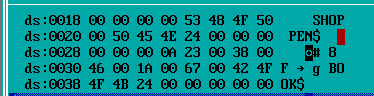 ds:0018 00 00 00 00 53 48 4F 50 SHOP
ds:0020 00 50 45 4E 24 00 00 00 PEN$
ds:0028 00 00 00 0A 23 00 38 00 ◙# 8
ds:0030 46 00 1A 00 67 00 42 4F F → g BO
ds:0038 4F 4B 24 00 00 00 00 00 OK$